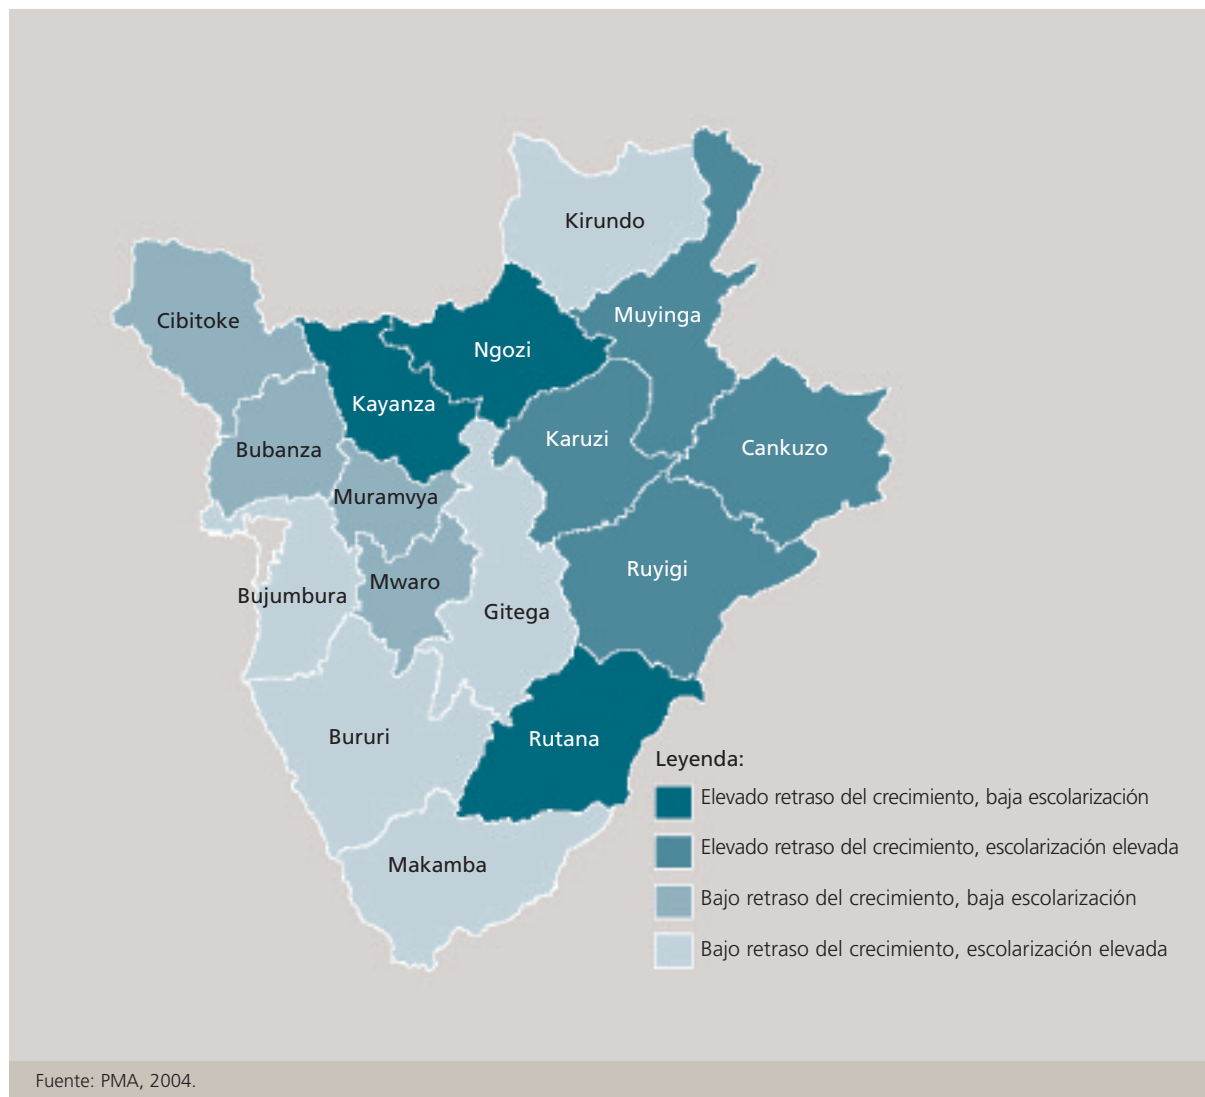 Kirundo
Muyinga
Cibitoke
Ngozi
Kayanza
Karuzi
Cankuzo
Bubanza
Muramvya
Ruyigi
Mwaro
Bujumbura
Gitega
Bururi
Rutana
Makamba
Leyenda:
Elevado retraso del crecimiento, baja escolarización
Elevado retraso del crecimiento, escolarización elevada
Bajo retraso del crecimiento, baja escolarización
Bajo retraso del crecimiento, escolarización elevada
Fuente: PMA, 2004.